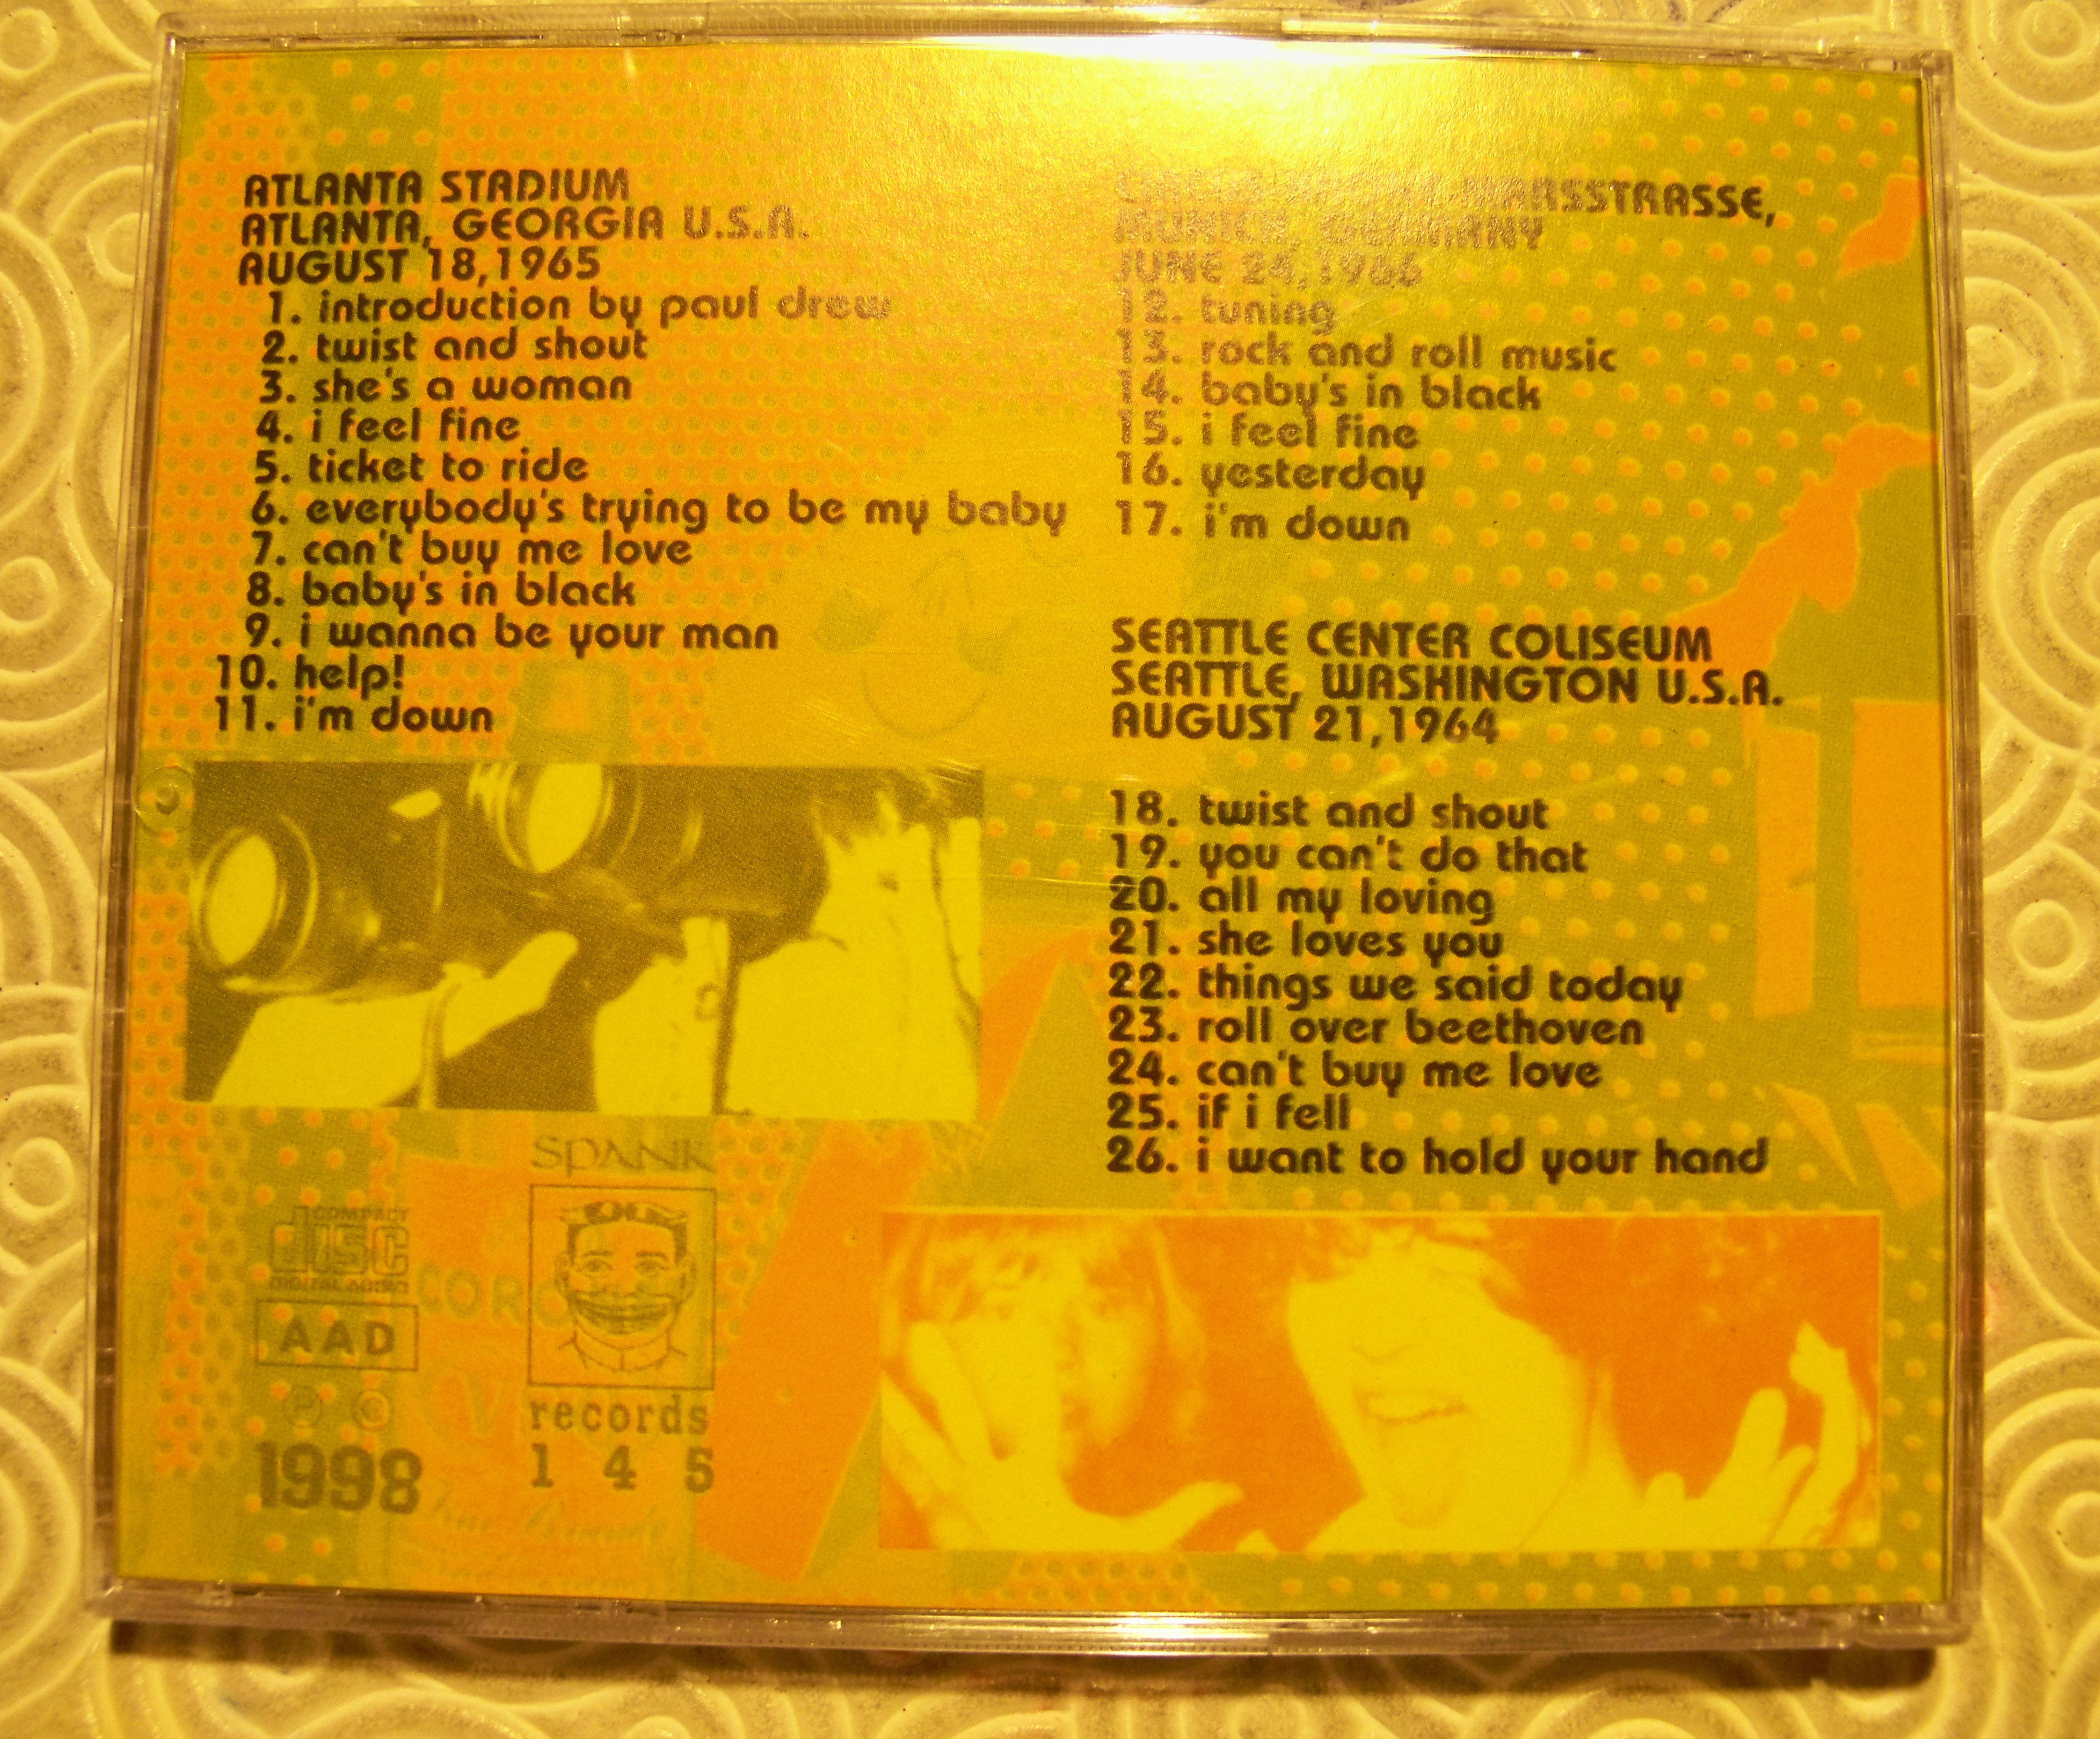 ATLANTA STADIUM
ATLANTA, GEORGIA U.S.A.
AUGUST 18,1965
1. introduction by paul drew
2. twist and shout
3. she's a woman
4. i feel fine
5. ticket to ride
6. everybody's trying to be my baby
7. can't buy me love
8. baby's in black
9. i wanna be your man
10. help!
11. i'm down
MARSSTRASSE,
MUNICH, GERMANY
JUNE 24,1966
12. tuning
13. rock and roll music
14. baby's in black
15. i feel fine
16. yesterday
17. i'm down
SEATTLE CENTER COLISEUM
SEATTLE, WASHINGTON U.S.A.
AUGUST 21,1964
18. twist and shout
19. you can't do that
20. all my loving
21. she loves you
22. things we said today
23. roll over beethoven
24. can't buy me love
25. if i fell
26. i want to hold your hand
COMPACT
disc
DIGITAL AUDIO
AAD
℗ ©
1998
SPANK
records
1 4 5